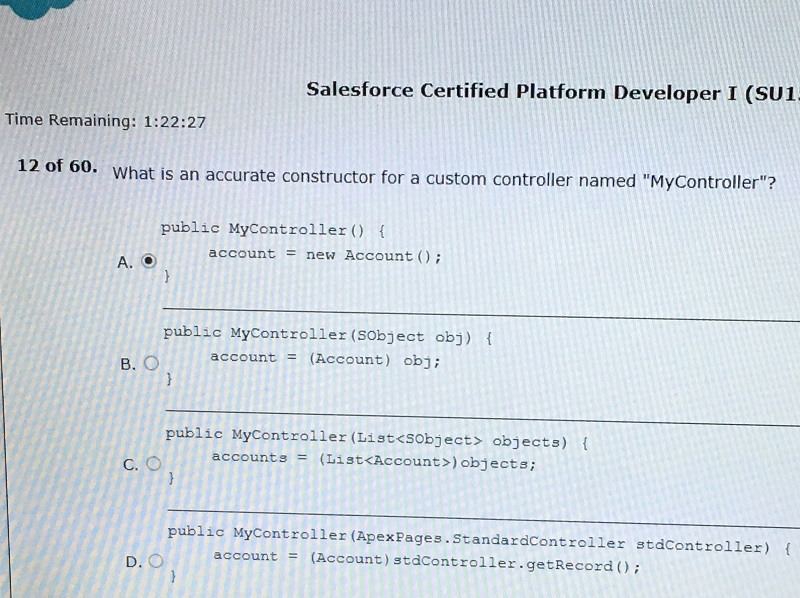 Salesforce Certified Platform Developer I (SU1
Time Remaining: 1:22:27
12 of 60. What is an accurate constructor for a custom controller named "MyController"?
public MyController() {
A. account = new Account();
}
public MyController(SObject obj) {
B. account = (Account) obj;
}
public MyController(List<SObject> objects) {
C. accounts = (List<Account>)objects;
}
public MyController(ApexPages.StandardController stdController) {
D. account = (Account)stdController.getRecord();
}